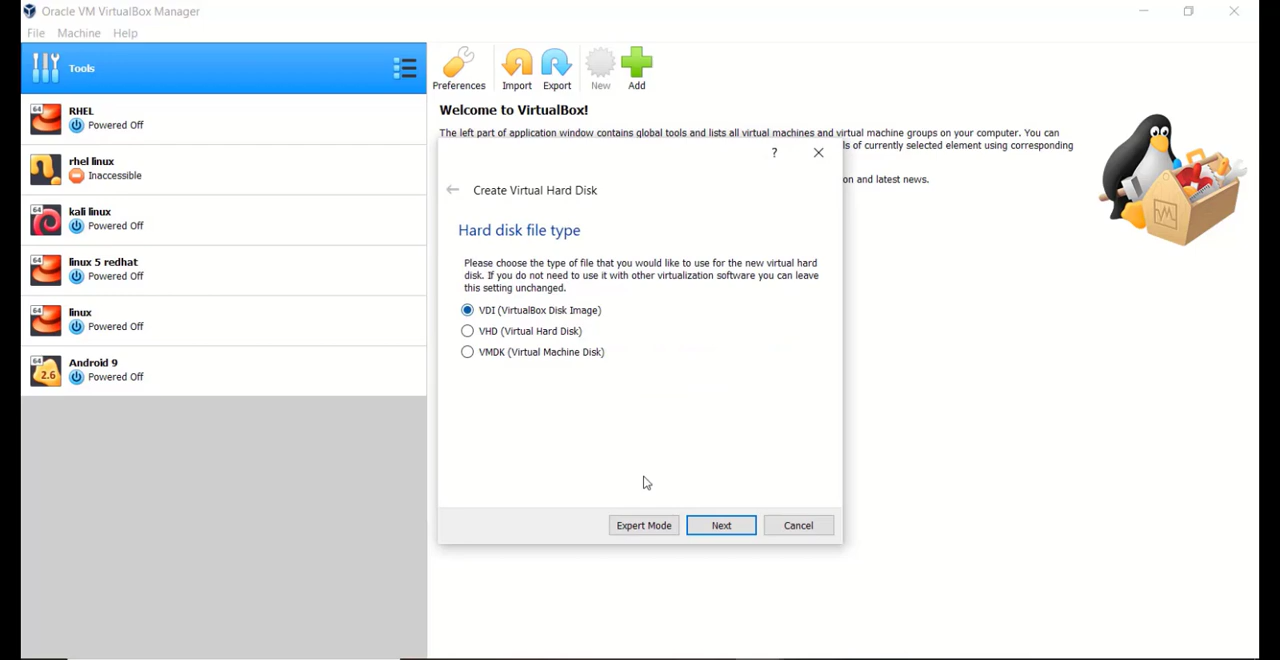 Oracle VM VirtualBox Manager
File Machine Help
Tools
Preferences Import Export New Add
64 RHEL
Powered Off
rhel linux
Inaccessible
64 kali linux
Powered Off
64 linux 5 redhat
Powered Off
64 linux
Powered Off
64 Android 9
2.6 Powered Off
Welcome to VirtualBox!
The left part of application window contains global tools and lists all virtual machines and virtual machine groups on your computer. You can
ls of currently selected element using corresponding
on and latest news.
?
Create Virtual Hard Disk
Hard disk file type
Please choose the type of file that you would like to use for the new virtual hard
disk. If you do not need to use it with other virtualization software you can leave
this setting unchanged.
VDI (VirtualBox Disk Image)
VHD (Virtual Hard Disk)
VMDK (Virtual Machine Disk)
Expert Mode Next Cancel